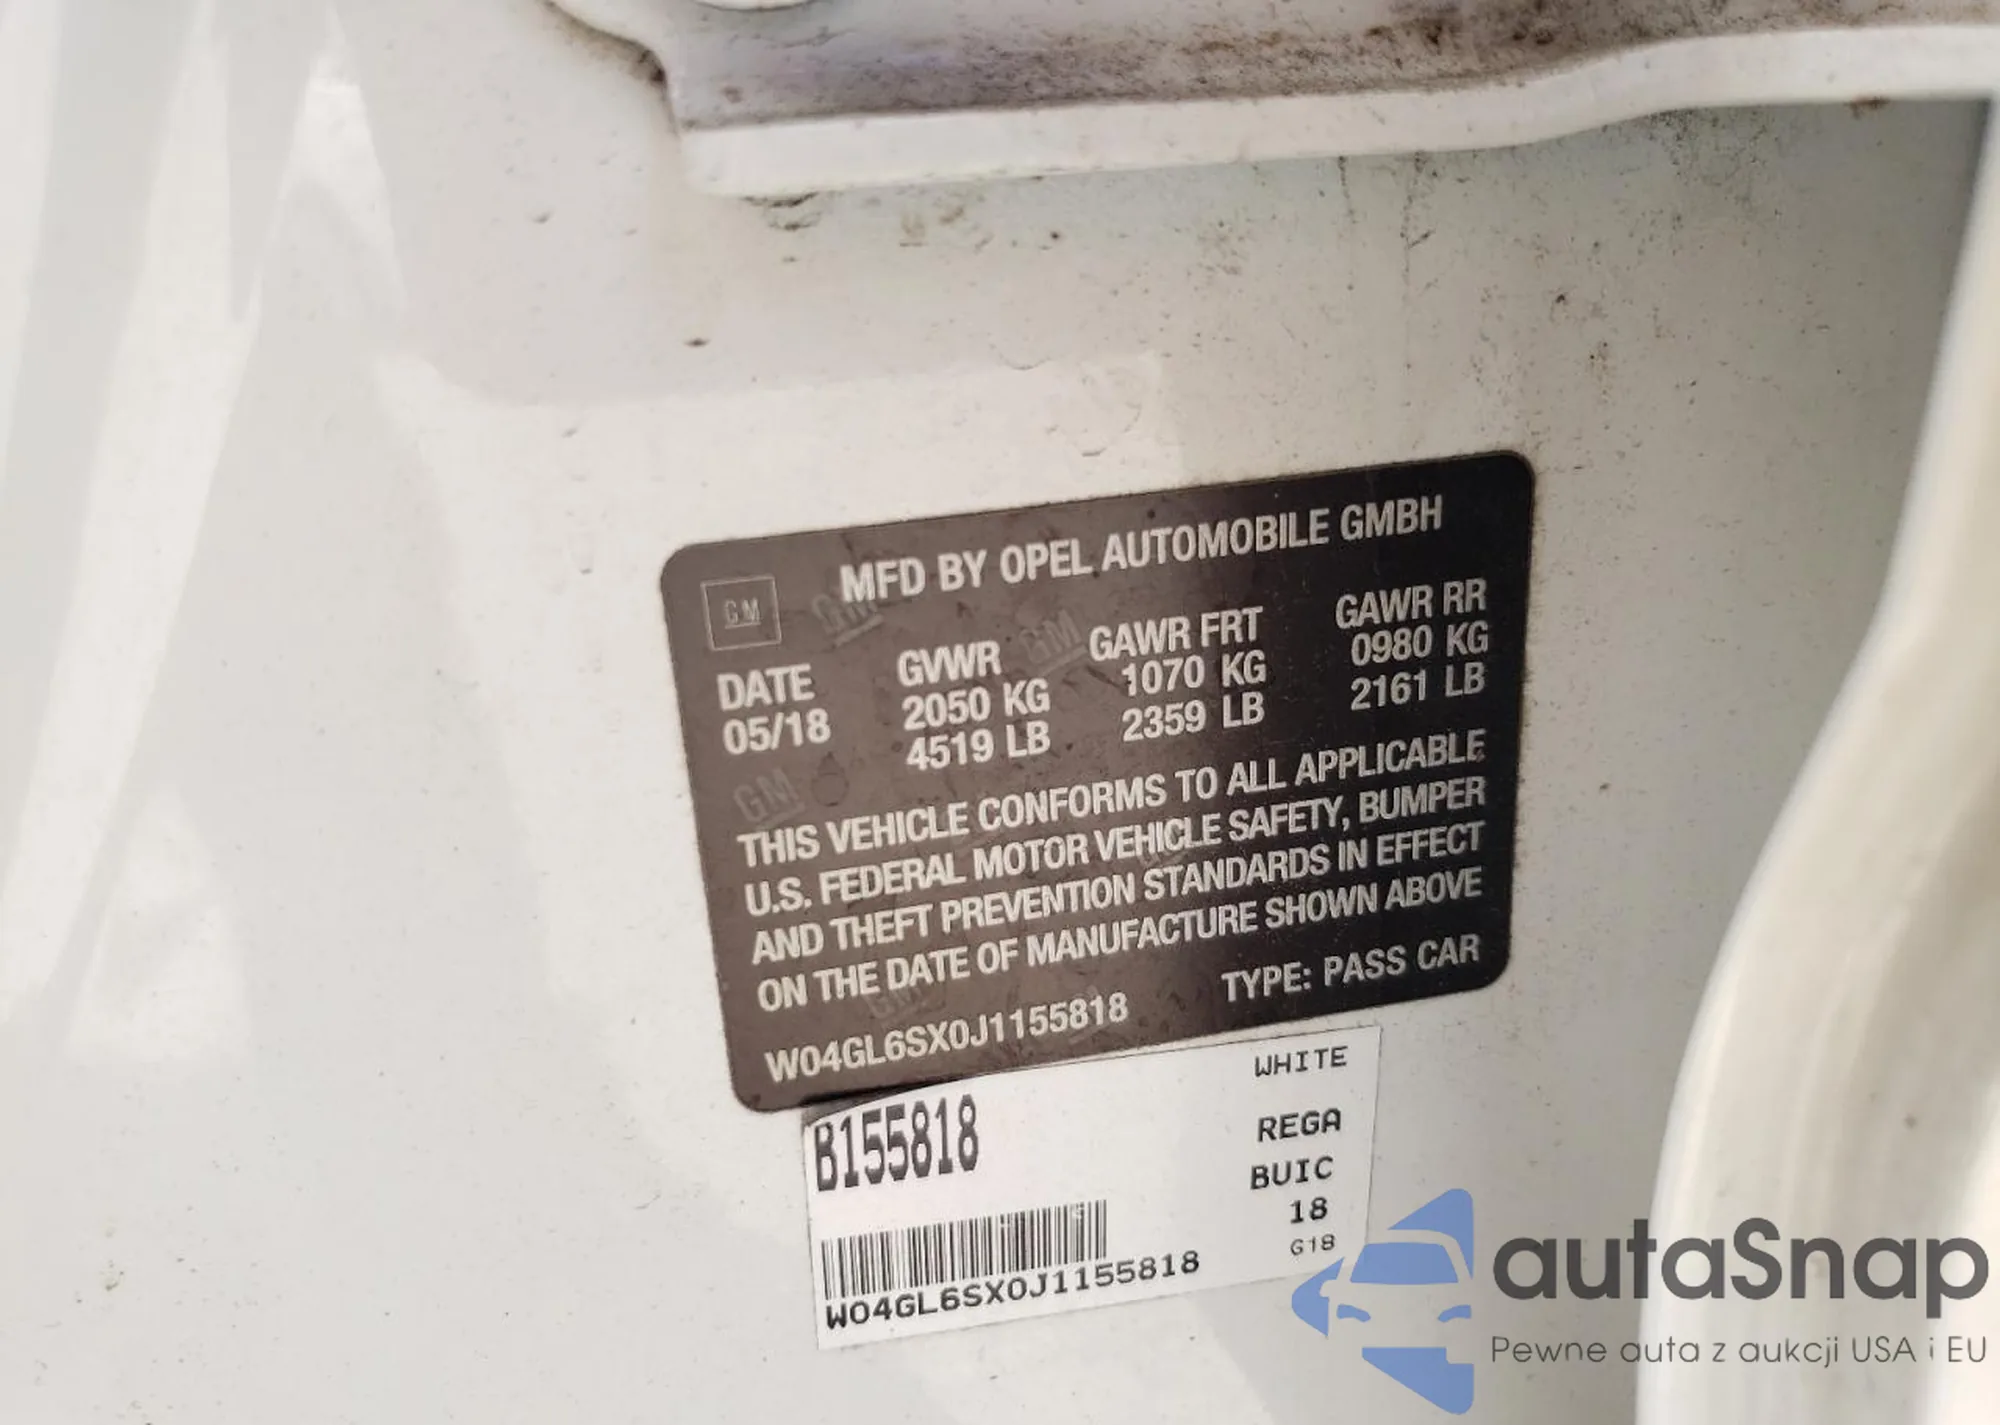 MFD BY OPEL AUTOMOBILE GMBH
GM
DATE GVWR GAWR FRT GAWR RR
05/18 2050 KG 1070 KG 0980 KG
4519 LB 2359 LB 2161 LB
THIS VEHICLE CONFORMS TO ALL APPLICABLE
U.S. FEDERAL MOTOR VEHICLE SAFETY, BUMPER
AND THEFT PREVENTION STANDARDS IN EFFECT
ON THE DATE OF MANUFACTURE SHOWN ABOVE
W04GL6SX0J1155818 TYPE: PASS CAR
WHITE
B155818
REGA
BUIC
18
G18
W04GL6SX0J1155818
autaSnap
Pewne auta z aukcji USA i EU